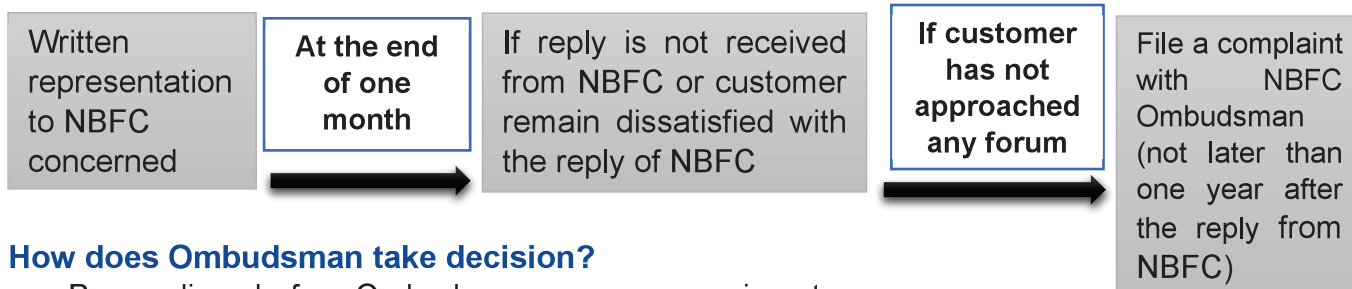 Written
representation
to NBFC
concerned
At the end
of one
month
If reply is not received
from NBFC or customer
remain dissatisfied with
the reply of NBFC
If customer
has not
approached
any forum
File a complaint
with NBFC
Ombudsman
(not later than
one year after
the reply from
NBFC)
How does Ombudsman take decision?